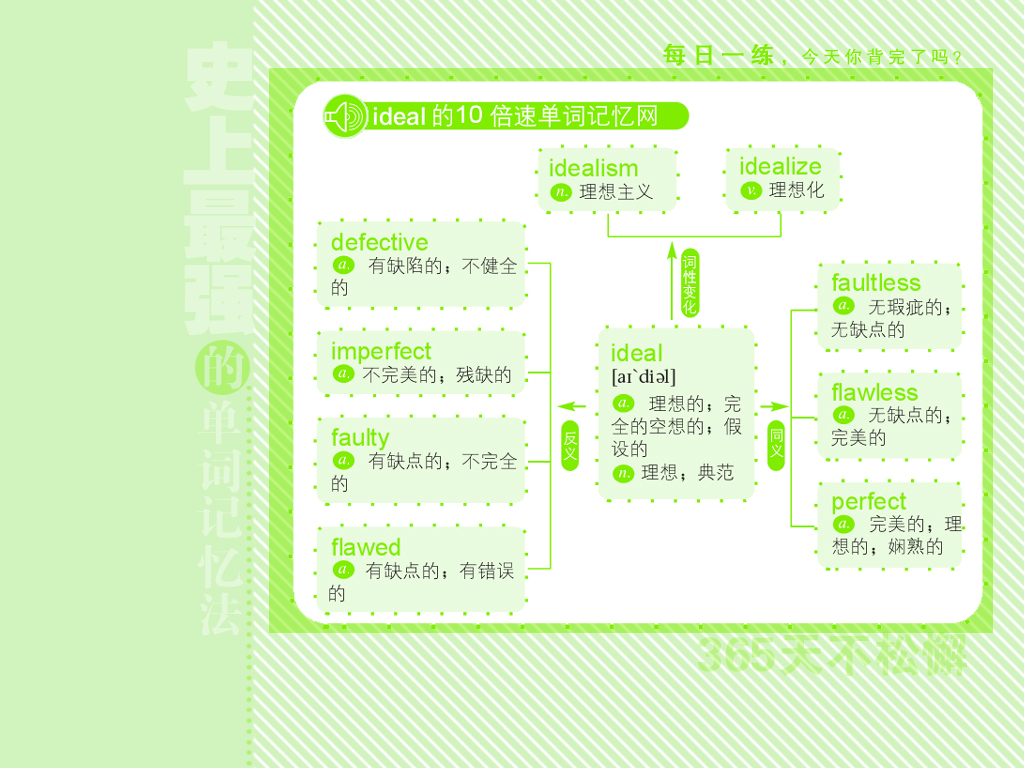 每日一练，今天你背完了吗？
史上最强的单词记忆法
ideal 的10 倍速单词记忆网
idealism
n. 理想主义
idealize
v. 理想化
词性变化
defective
a. 有缺陷的；不健全
的
imperfect
a. 不完美的；残缺的
faulty
a. 有缺点的；不完全
的
flawed
a. 有缺点的；有错误
的
反义
ideal
[aɪ`diəl]
a. 理想的；完
全的空想的；假
设的
n. 理想；典范
同义
faultless
a. 无瑕疵的；
无缺点的
flawless
a. 无缺点的；
完美的
perfect
a. 完美的；理
想的；娴熟的
365天不松懈